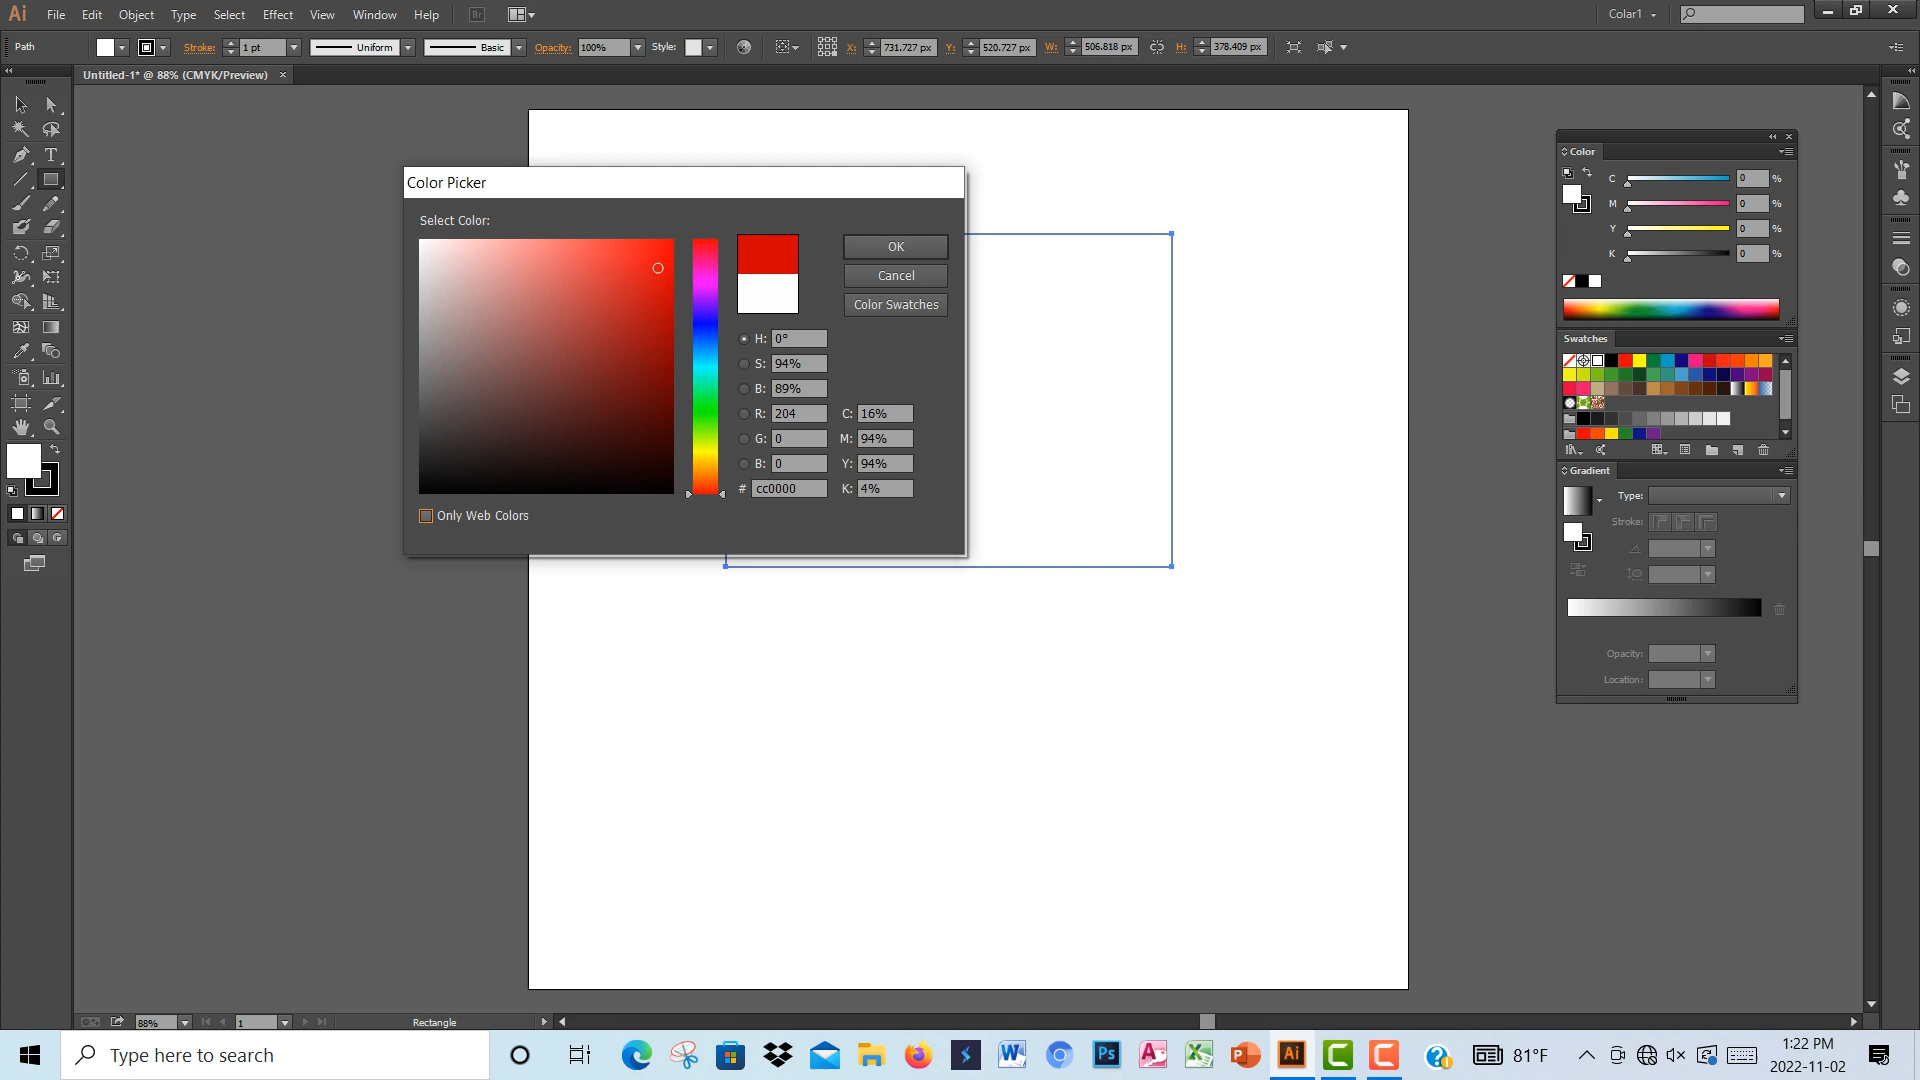 Ai File Edit Object Type Select Effect View Window Help Br Colar1
Path Stroke: 1 pt Uniform Basic Opacity: 100% Style: X: 731.727 px Y: 520.727 px W: 506.818 px H: 378.409 px
Untitled-1* @ 88% (CMYK/Preview)
Color Picker
Select Color:
OK
Cancel
Color Swatches
H: 0°
S: 94%
B: 89%
R: 204 C: 16%
G: 0 M: 94%
B: 0 Y: 94%
# cc0000 K: 4%
Only Web Colors
Color
C 0 %
M 0 %
Y 0 %
K 0 %
Swatches
Gradient
Type:
Stroke:
Opacity:
Location:
88% 1 Rectangle
Type here to search
Ps Ai
81°F
1:22 PM
2022-11-02